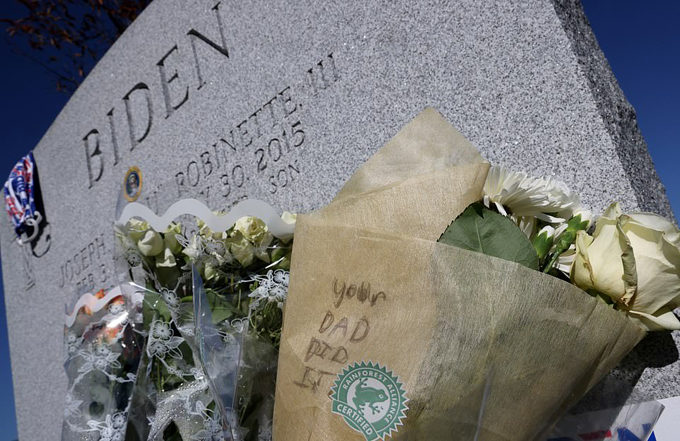 BIDEN
JOSEPH
ROBINETTE, III
30, 2015
SON
your
DAD
DID
IT
RAINFOREST ALLIANCE
CERTIFIED